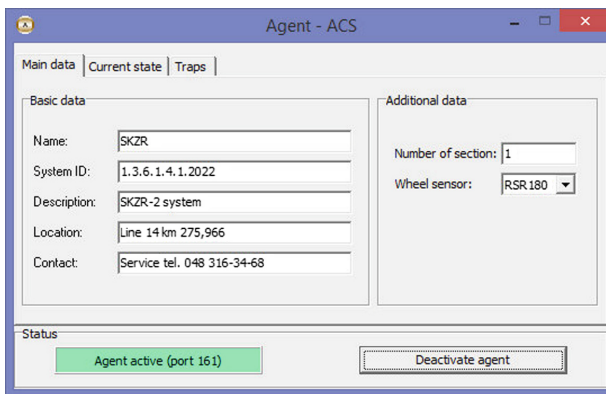 Agent - ACS
Main data Current state Traps
Basic data
Name: SKZR
System ID: 1.3.6.1.4.1.2022
Description: SKZR-2 system
Location: Line 14 km 275,966
Contact: Service tel. 048 316-34-68
Additional data
Number of section: 1
Wheel sensor: RSR180
Status
Agent active (port 161)
Deactivate agent